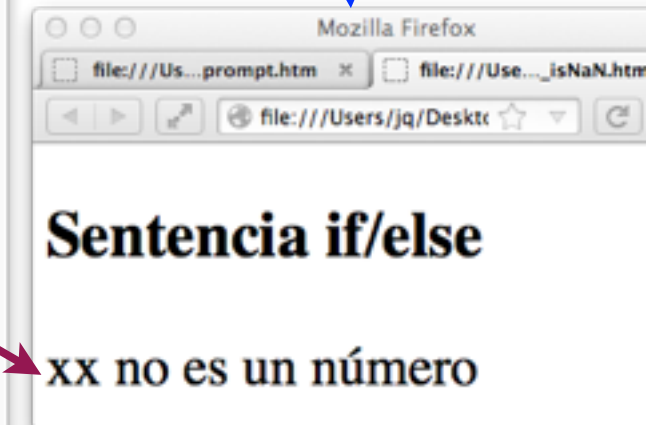 Mozilla Firefox
file:///Us...prompt.htm
file:///Use..._isNaN.htm
file:///Users/jq/Deskto
Sentencia if/else
xx no es un número